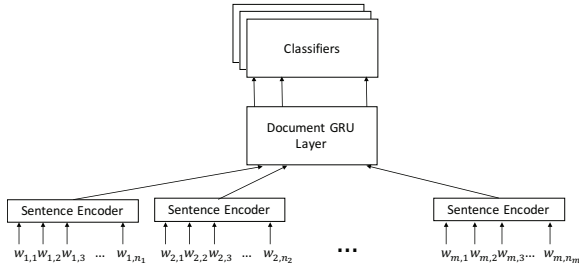 Classifiers
Document GRU
Layer
Sentence Encoder Sentence Encoder Sentence Encoder
...
w₁,₁ w₁,₂ w₁,₃ ... w₁,ₙ₁ w₂,₁ w₂,₂ w₂,₃ ... w₂,ₙ₂ wₘ,₁ wₘ,₂ wₘ,₃ ... wₘ,ₙₘ